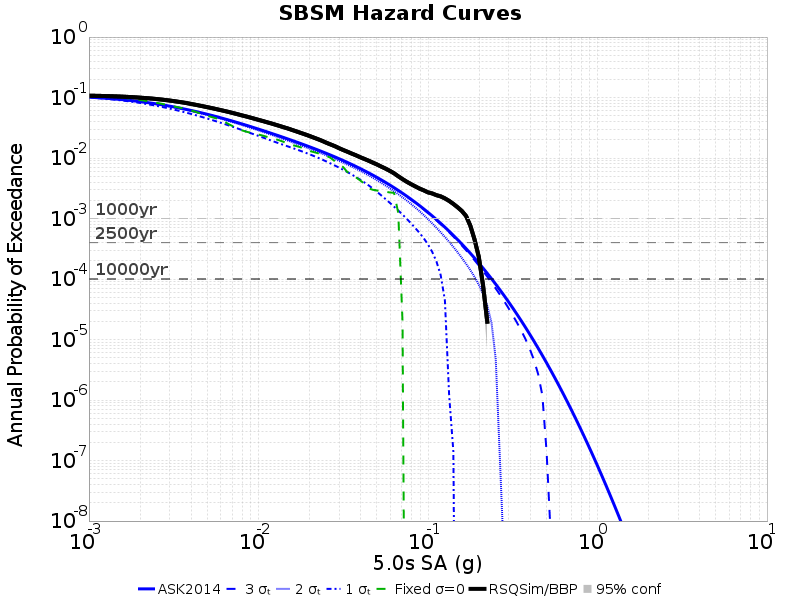 SBSM Hazard Curves
10^0
10^-1
10^-2
10^-3
10^-4
10^-5
10^-6
10^-7
10^-8
Annual Probability of Exceedance
1000yr
2500yr
10000yr
10^-3 10^-2 10^-1 10^0 10^1
5.0s SA (g)
ASK2014 3 σₜ 2 σₜ 1 σₜ Fixed σ=0 RSQSim/BBP 95% conf